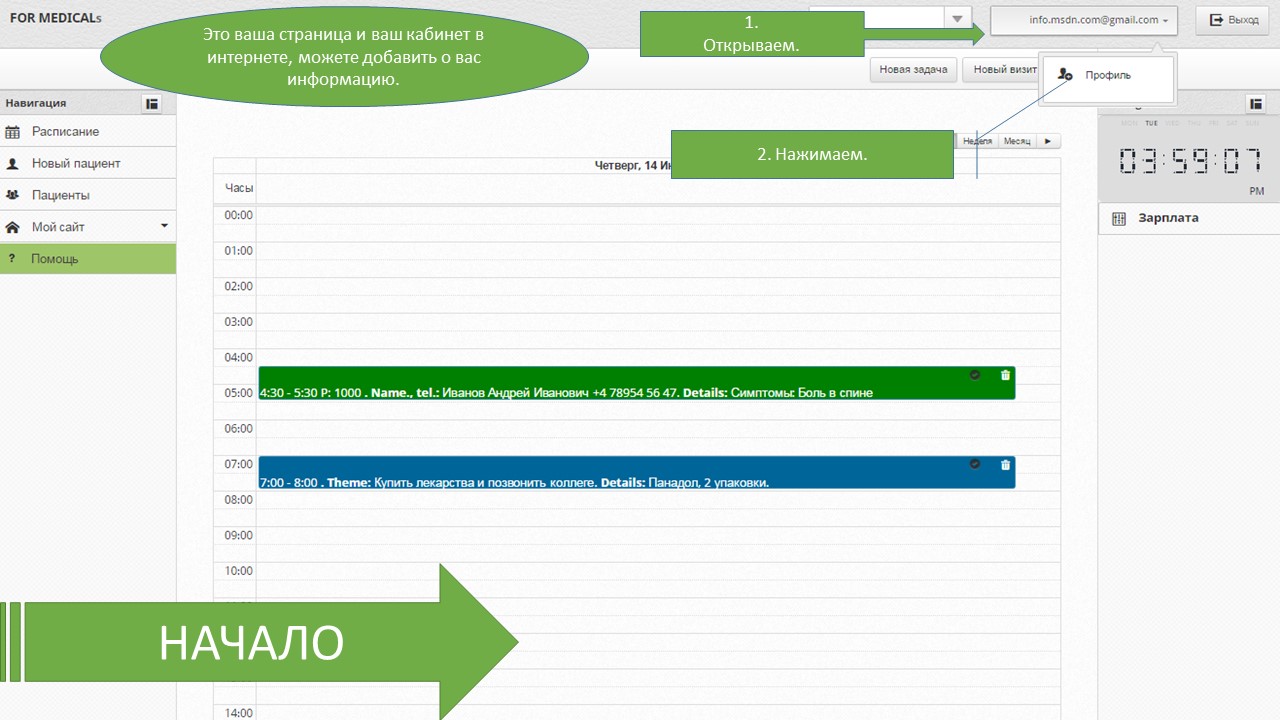 FOR MEDICALs
Это ваша страница и ваш кабинет в
интернете, можете добавить о вас
информацию.
1.
Открываем.
info.msdn.com@gmail.com
Выход
Новая задача
Новый визит
Профиль
Навигация
Расписание
Новый пациент
Пациенты
Мой сайт
? Помощь
2. Нажимаем.
Неделя
Месяц
Четверг, 14
Часы
MON TUE WED THU FRI SAT SUN
03:59:07
PM
Зарплата
00:00
01:00
02:00
03:00
04:00
05:00
4:30 - 5:30 P: 1000 . Name., tel.: Иванов Андрей Иванович +4 78954 56 47. Details: Симптомы: Боль в спине
06:00
07:00
7:00 - 8:00 . Theme: Купить лекарства и позвонить коллеге. Details: Панадол, 2 упаковки.
08:00
09:00
10:00
НАЧАЛО
14:00